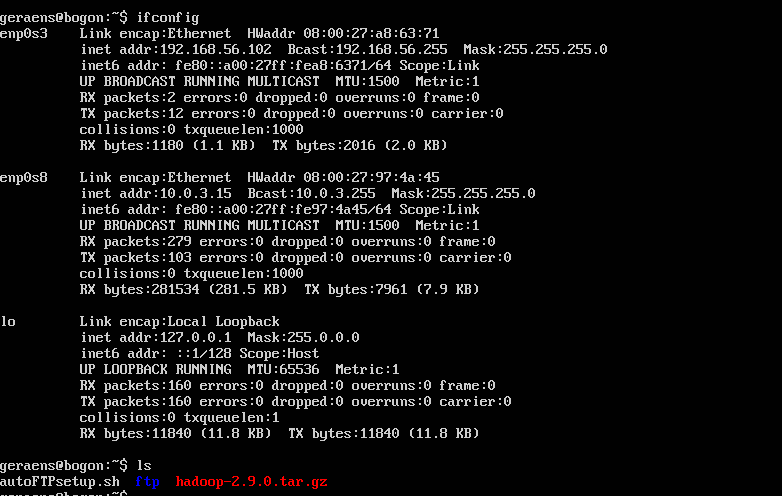 geraens@bogon:~$ ifconfig
enp0s3    Link encap:Ethernet  HWaddr 08:00:27:a8:63:71
          inet addr:192.168.56.102  Bcast:192.168.56.255  Mask:255.255.255.0
          inet6 addr: fe80::a00:27ff:fea8:6371/64 Scope:Link
          UP BROADCAST RUNNING MULTICAST  MTU:1500  Metric:1
          RX packets:2 errors:0 dropped:0 overruns:0 frame:0
          TX packets:12 errors:0 dropped:0 overruns:0 carrier:0
          collisions:0 txqueuelen:1000
          RX bytes:1180 (1.1 KB)  TX bytes:2016 (2.0 KB)
enp0s8    Link encap:Ethernet  HWaddr 08:00:27:97:4a:45
          inet addr:10.0.3.15  Bcast:10.0.3.255  Mask:255.255.255.0
          inet6 addr: fe80::a00:27ff:fe97:4a45/64 Scope:Link
          UP BROADCAST RUNNING MULTICAST  MTU:1500  Metric:1
          RX packets:279 errors:0 dropped:0 overruns:0 frame:0
          TX packets:103 errors:0 dropped:0 overruns:0 carrier:0
          collisions:0 txqueuelen:1000
          RX bytes:281534 (281.5 KB)  TX bytes:7961 (7.9 KB)
lo        Link encap:Local Loopback
          inet addr:127.0.0.1  Mask:255.0.0.0
          inet6 addr: ::1/128 Scope:Host
          UP LOOPBACK RUNNING  MTU:65536  Metric:1
          RX packets:160 errors:0 dropped:0 overruns:0 frame:0
          TX packets:160 errors:0 dropped:0 overruns:0 carrier:0
          collisions:0 txqueuelen:1
          RX bytes:11840 (11.8 KB)  TX bytes:11840 (11.8 KB)
geraens@bogon:~$ ls
autoFTPsetup.sh  ftp  hadoop-2.9.0.tar.gz